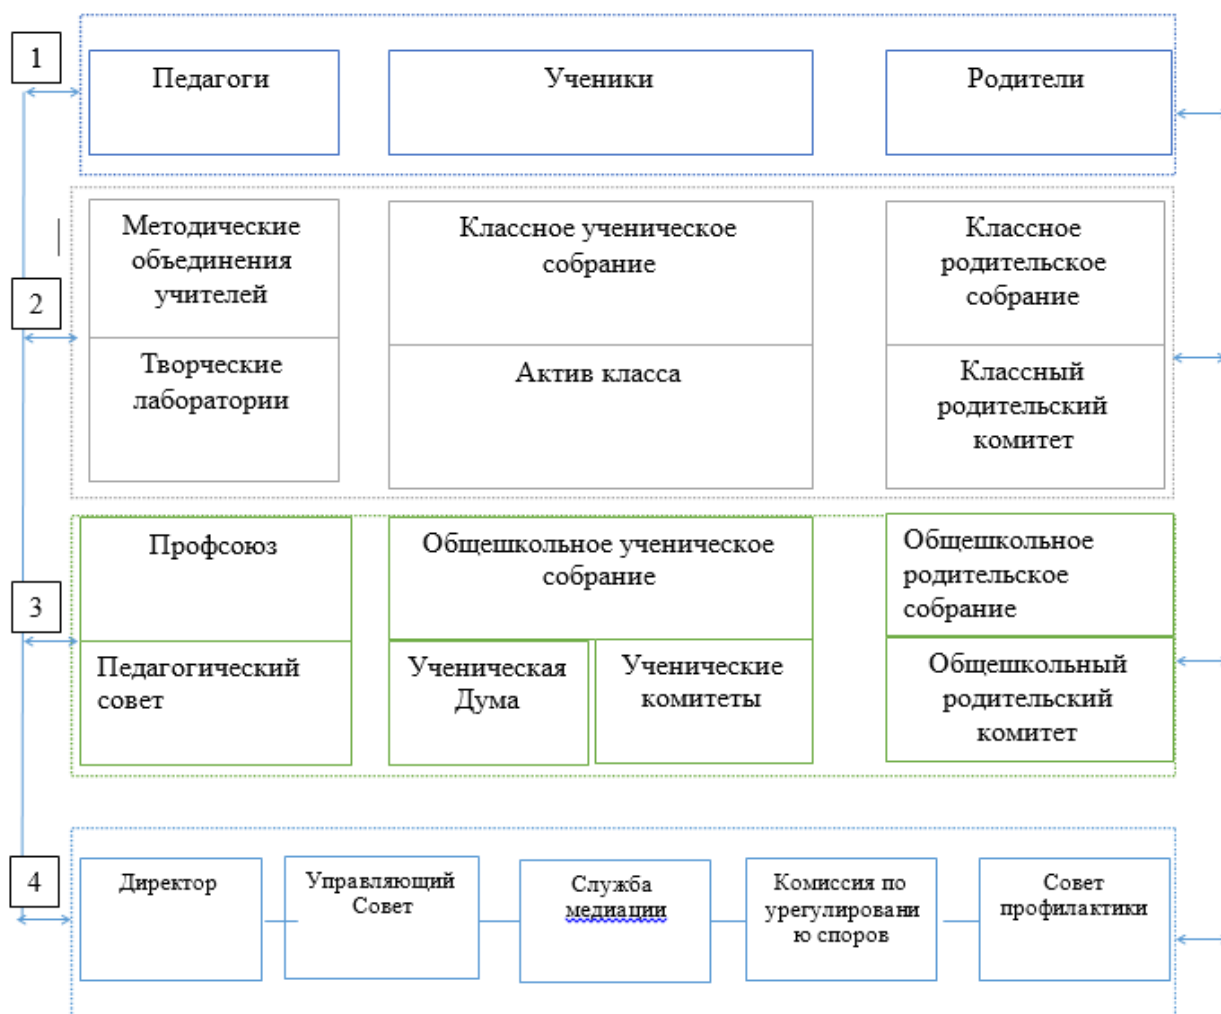 1
Педагоги
Ученики
Родители
2
Методические
объединения
учителей
Творческие
лаборатории
Классное ученическое
собрание
Актив класса
Классное
родительское
собрание
Классный
родительский
комитет
3
Профсоюз
Педагогический
совет
Общешкольное ученическое
собрание
Ученическая
Дума
Ученические
комитеты
Общешкольное
родительское
собрание
Общешкольный
родительский
комитет
4
Директор
Управляющий
Совет
Служба
медиации
Комиссия по
урегулировани
ю споров
Совет
профилактики